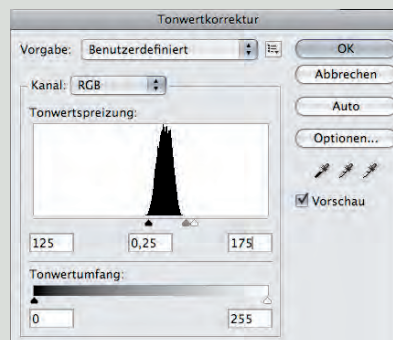 Tonwertkorrektur
Vorgabe: Benutzerdefiniert
OK
Abbrechen
Kanal: RGB
Auto
Tonwertspreizung:
Optionen...
Vorschau
125 0,25 175
Tonwertumfang:
0 255